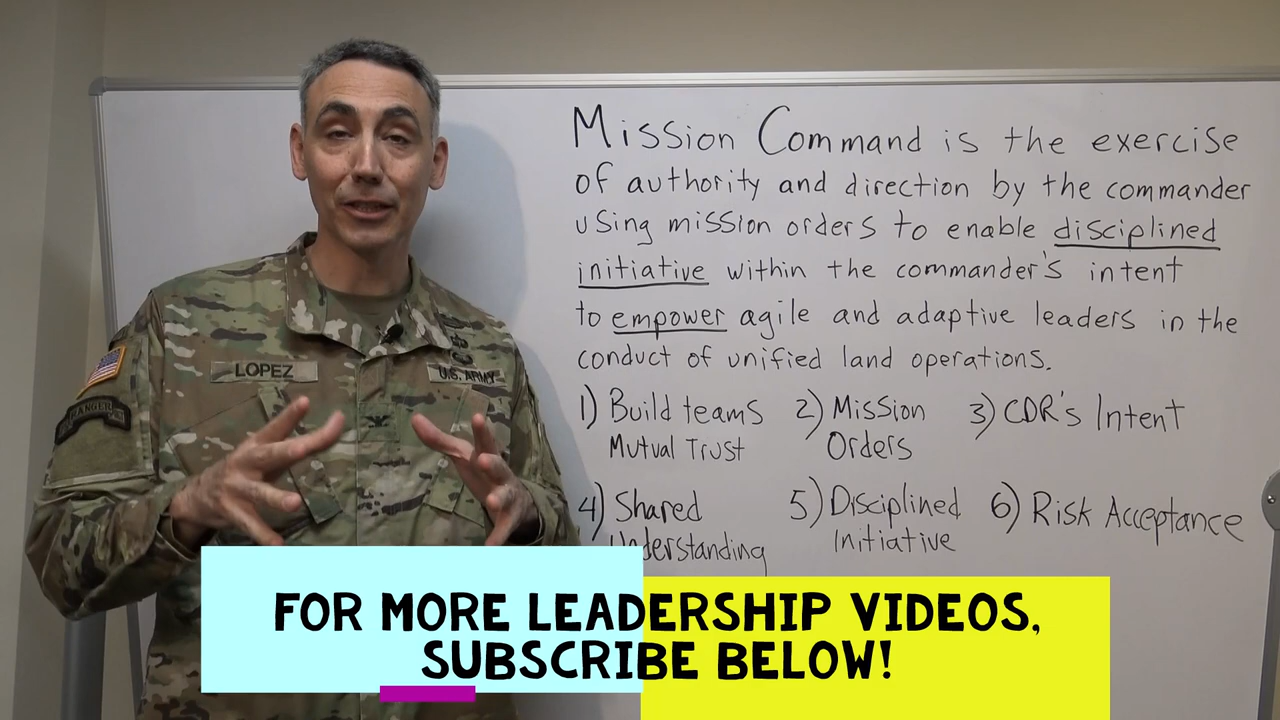 Mission Command is the exercise
of authority and direction by the commander
using mission orders to enable disciplined
initiative within the commander's intent
to empower agile and adaptive leaders in the
conduct of unified land operations.
1) Build teams
Mutual Trust
2) Mission
Orders
3) CDR's Intent
4) Shared
Understanding
5) Disciplined
Initiative
6) Risk Acceptance
LOPEZ
U.S. ARMY
RANGER
FOR MORE LEADERSHIP VIDEOS,
SUBSCRIBE BELOW!